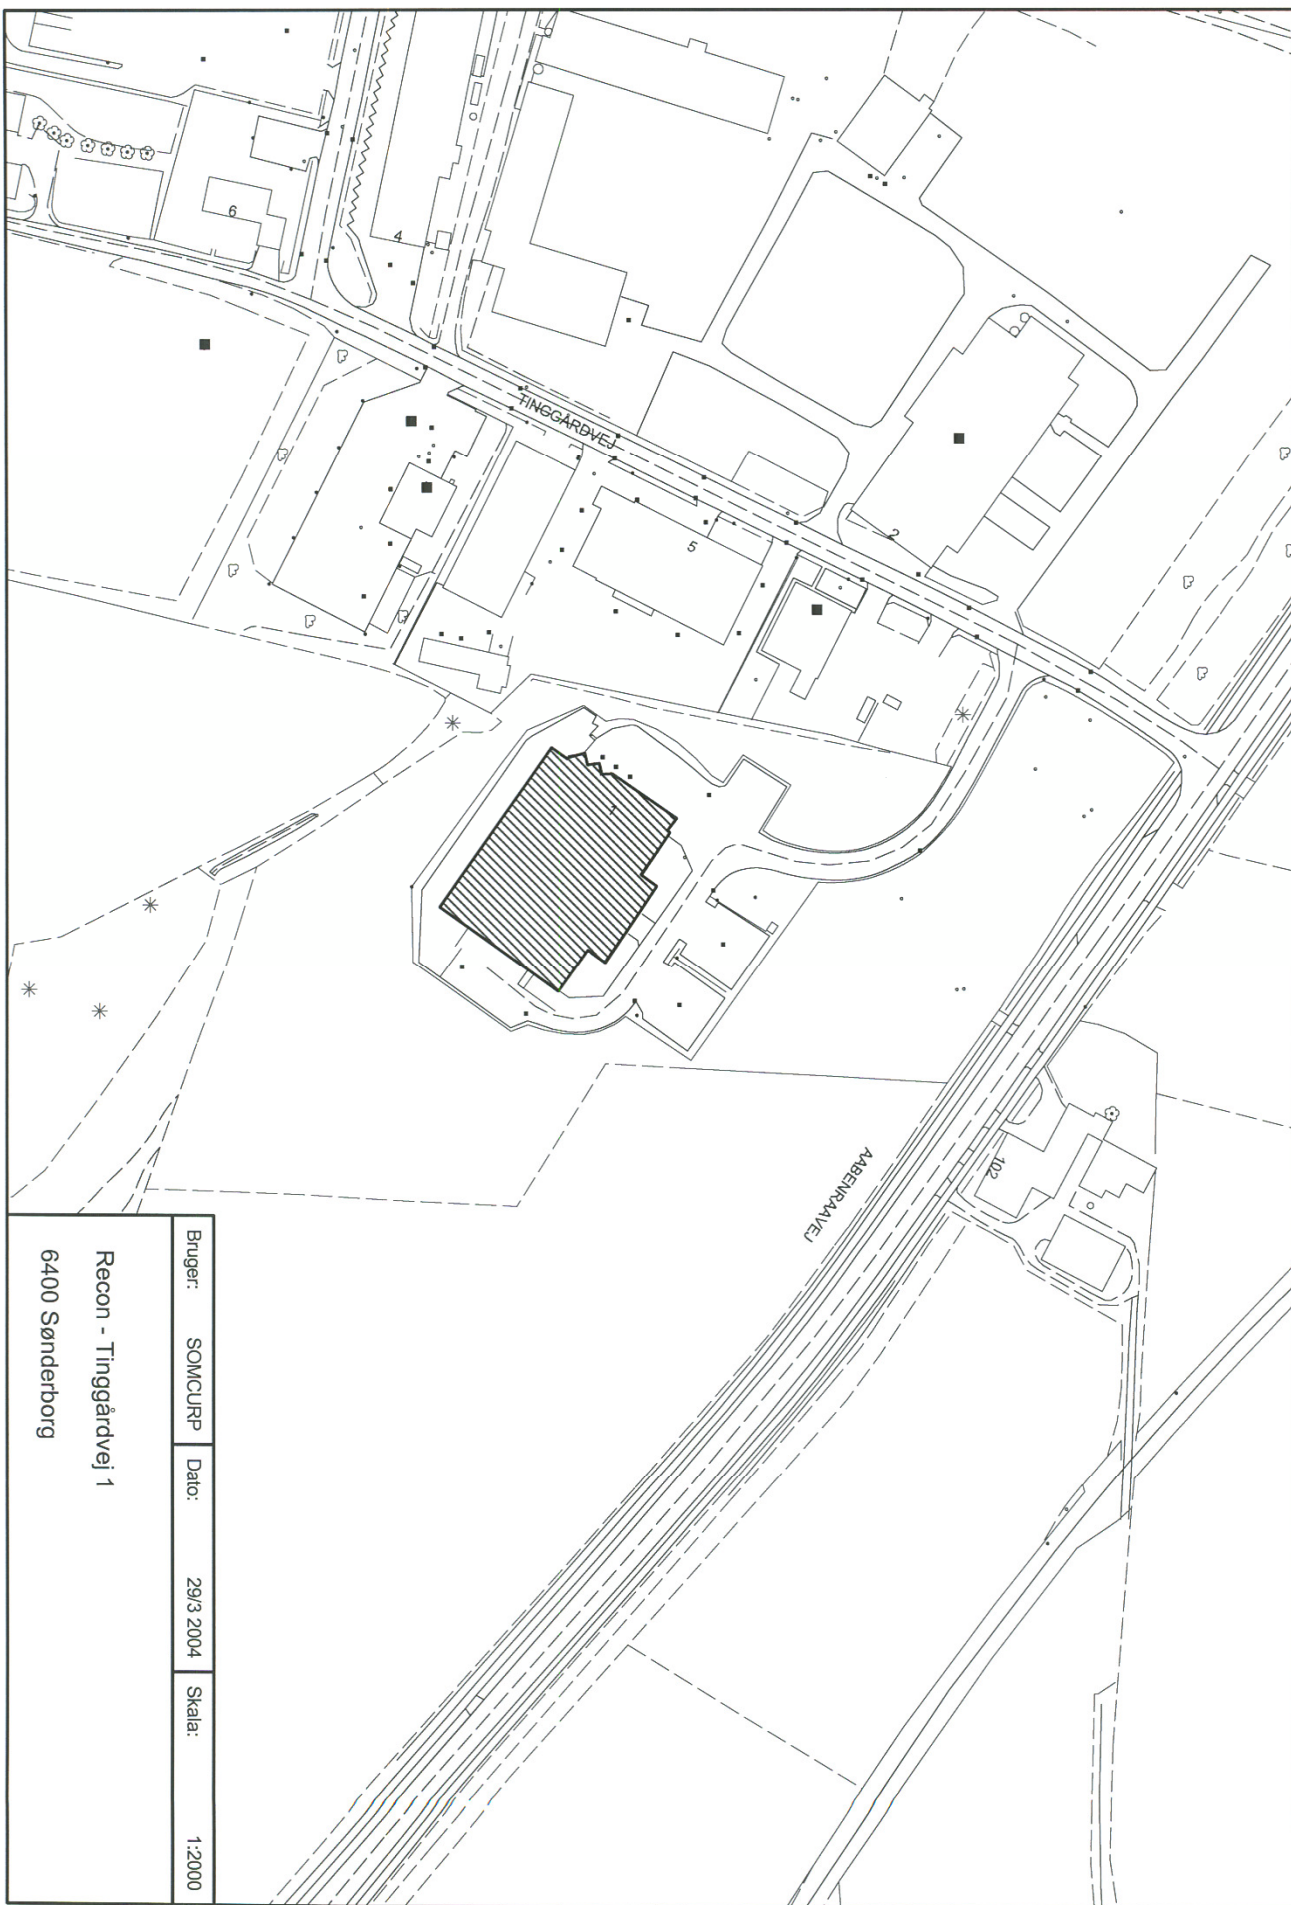 6
4
TINGGÅRDVEJ
2
5
1
102
AABENRAAVEJ
Bruger: SOMCURP Dato: 29/3 2004 Skala: 1:2000
Recon - Tinggårdvej 1
6400 Sønderborg